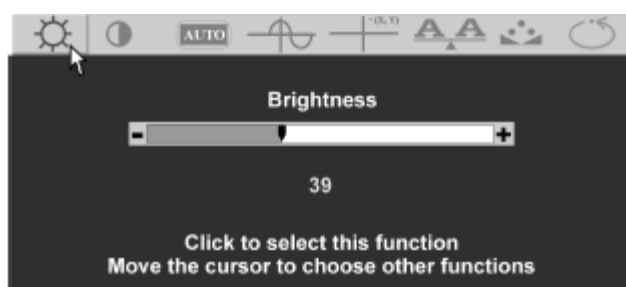 AUTO -(X,Y) A A
Brightness
- +
39
Click to select this function
Move the cursor to choose other functions